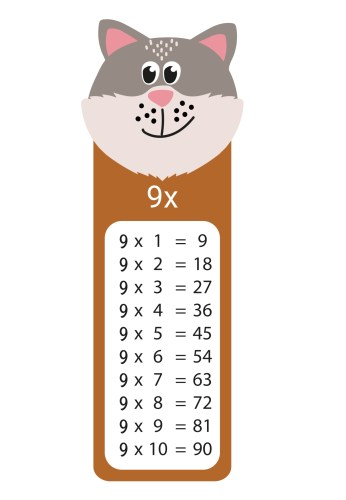 9x
9 x 1 = 9
9 x 2 = 18
9 x 3 = 27
9 x 4 = 36
9 x 5 = 45
9 x 6 = 54
9 x 7 = 63
9 x 8 = 72
9 x 9 = 81
9 x 10 = 90